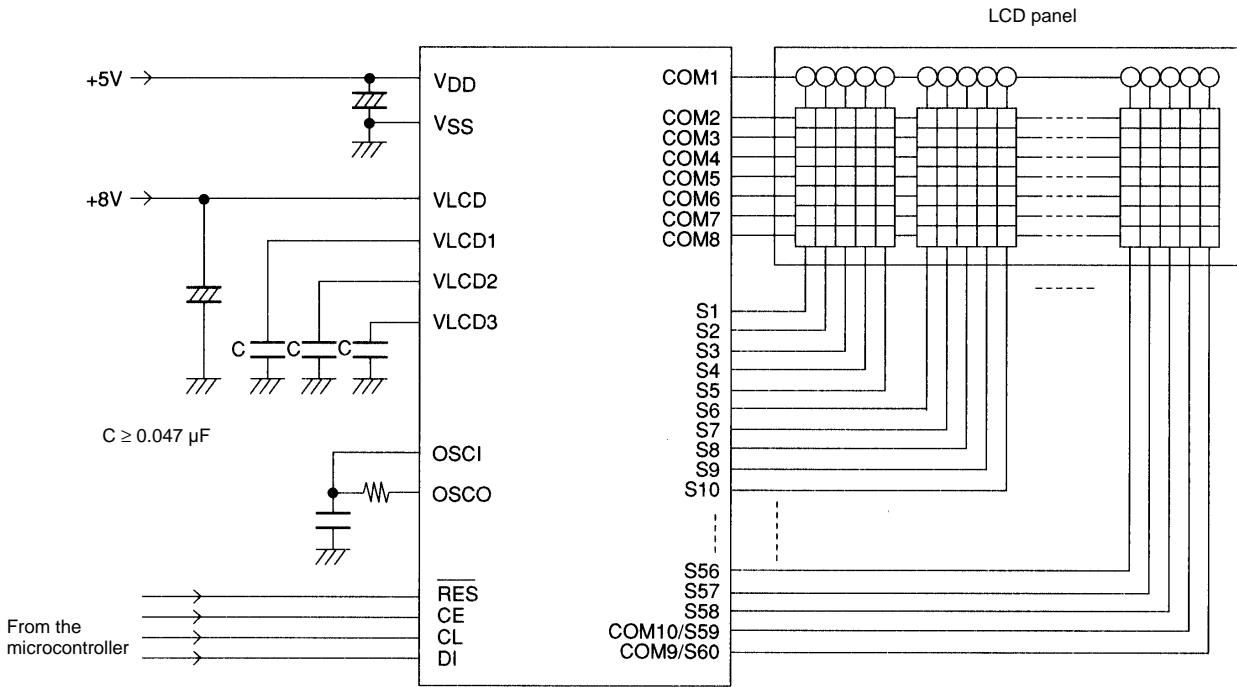 LCD panel
+5V
VDD
VSS
+8V
VLCD
VLCD1
VLCD2
VLCD3
C
C
C
C ≥ 0.047 µF
OSCI
OSCO
RES
CE
CL
DI
From the
microcontroller
COM1
COM2
COM3
COM4
COM5
COM6
COM7
COM8
S1
S2
S3
S4
S5
S6
S7
S8
S9
S10
S56
S57
S58
COM10/S59
COM9/S60